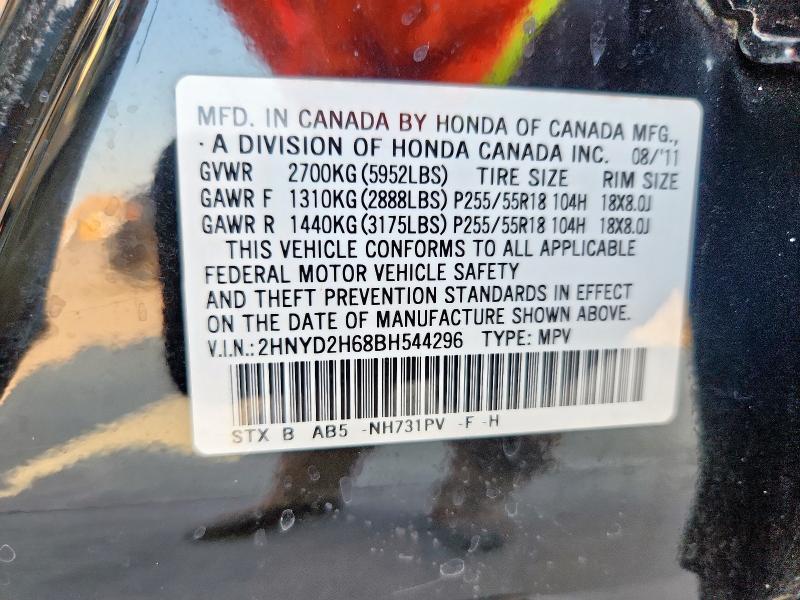 MFD. IN CANADA BY HONDA OF CANADA MFG.,
· A DIVISION OF HONDA CANADA INC. 08/'11
GVWR 2700KG (5952LBS) TIRE SIZE RIM SIZE
GAWR F 1310KG (2888LBS) P255/55R18 104H 18X8.0J
GAWR R 1440KG (3175LBS) P255/55R18 104H 18X8.0J
THIS VEHICLE CONFORMS TO ALL APPLICABLE
FEDERAL MOTOR VEHICLE SAFETY
AND THEFT PREVENTION STANDARDS IN EFFECT
ON THE DATE OF MANUFACTURE SHOWN ABOVE.
V.I.N.: 2HNYD2H68BH544296 TYPE: MPV
STX B AB5 -NH731PV -F -H